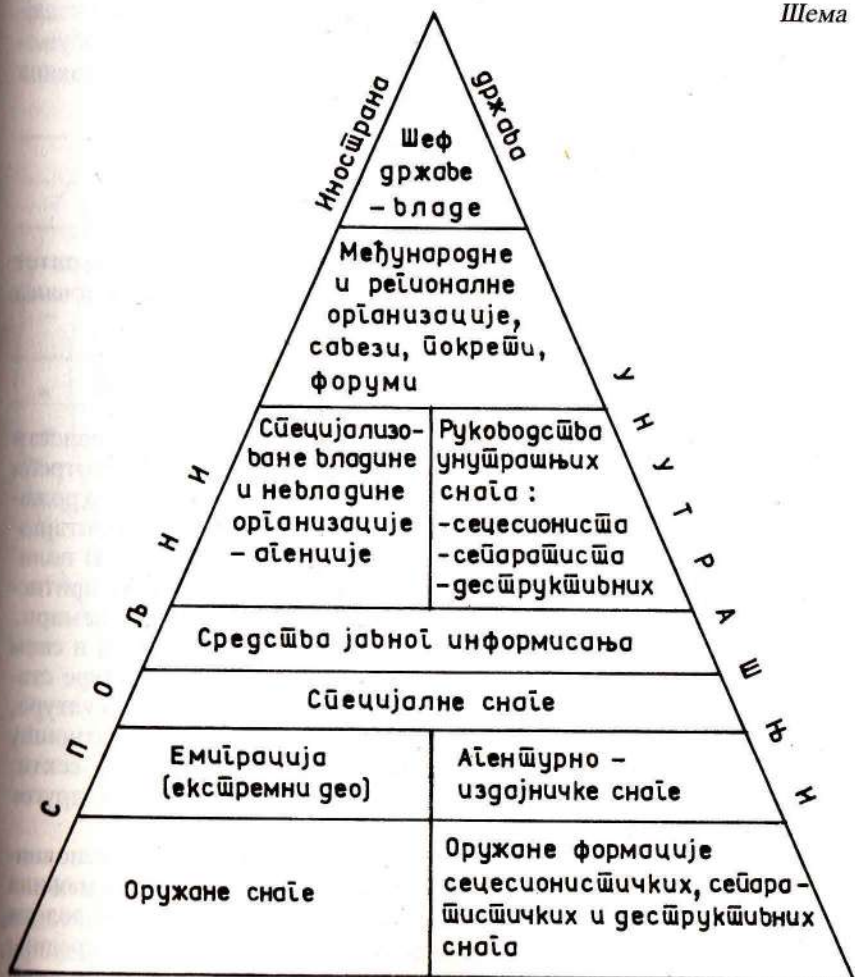 Шема
Инострана
држава
Шеф
државе
– владе
Међународне
и регионалне
организације,
савези, покрети,
форуми
СПОЉНИ
УНУТРАШЊИ
Специјализо-
ване владине
и невладине
организације
– агенције
Руководства
унутрашњих
снага :
-сецесиониста
-сепаратиста
-деструктивних
Средства јавног информисања
Специјалне снаге
Емиграција
(екстремни део)
Агентурно –
издајничке снаге
Оружане снаге
Оружане формације
сецесионистичких, сепара-
тистичких и деструктивних
снага